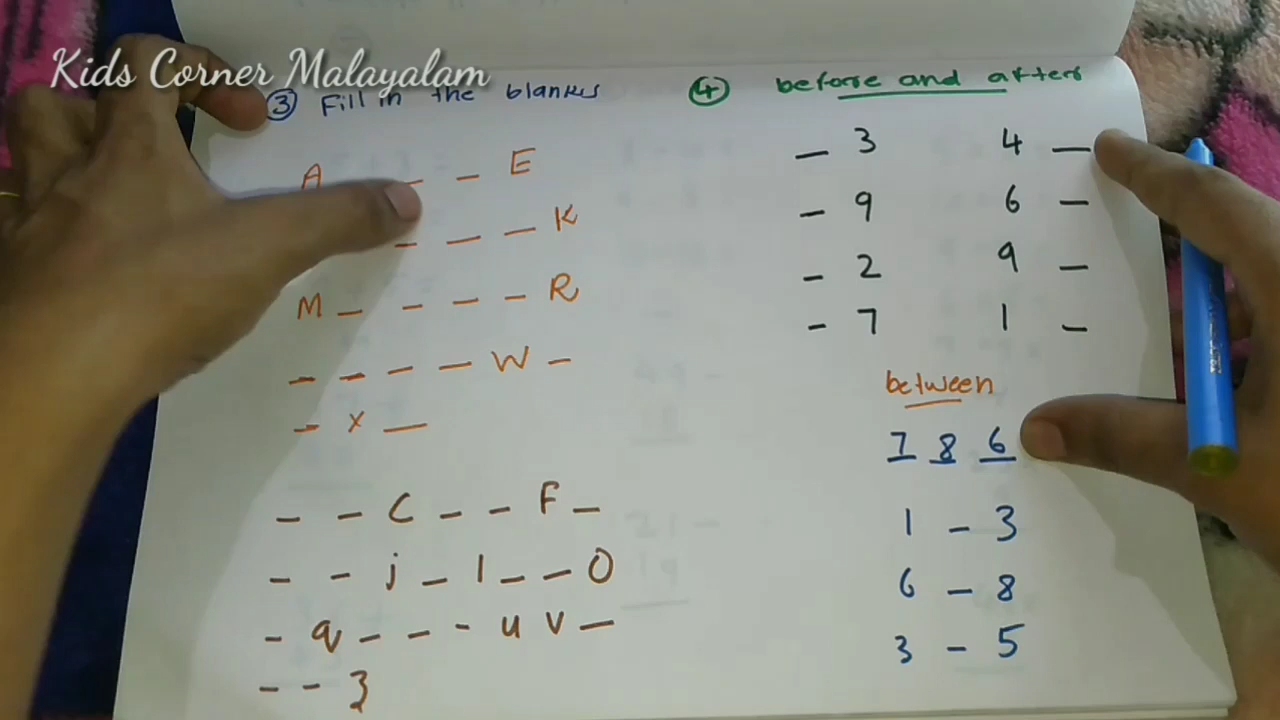 Kids Corner Malayalam
③ Fill in the blanks
A _ _ E
_ _ _ K
M _ _ _ _ R
_ _ _ _ W _
_ X _
_ _ C _ _ F _
_ _ j _ l _ _ O
_ q _ _ _ u v _
_ _ z
④ before and after
_ 3 4 _
_ 9 6 _
_ 2 9 _
_ 7 1 _
between
7 8 6
1 _ 3
6 _ 8
3 _ 5